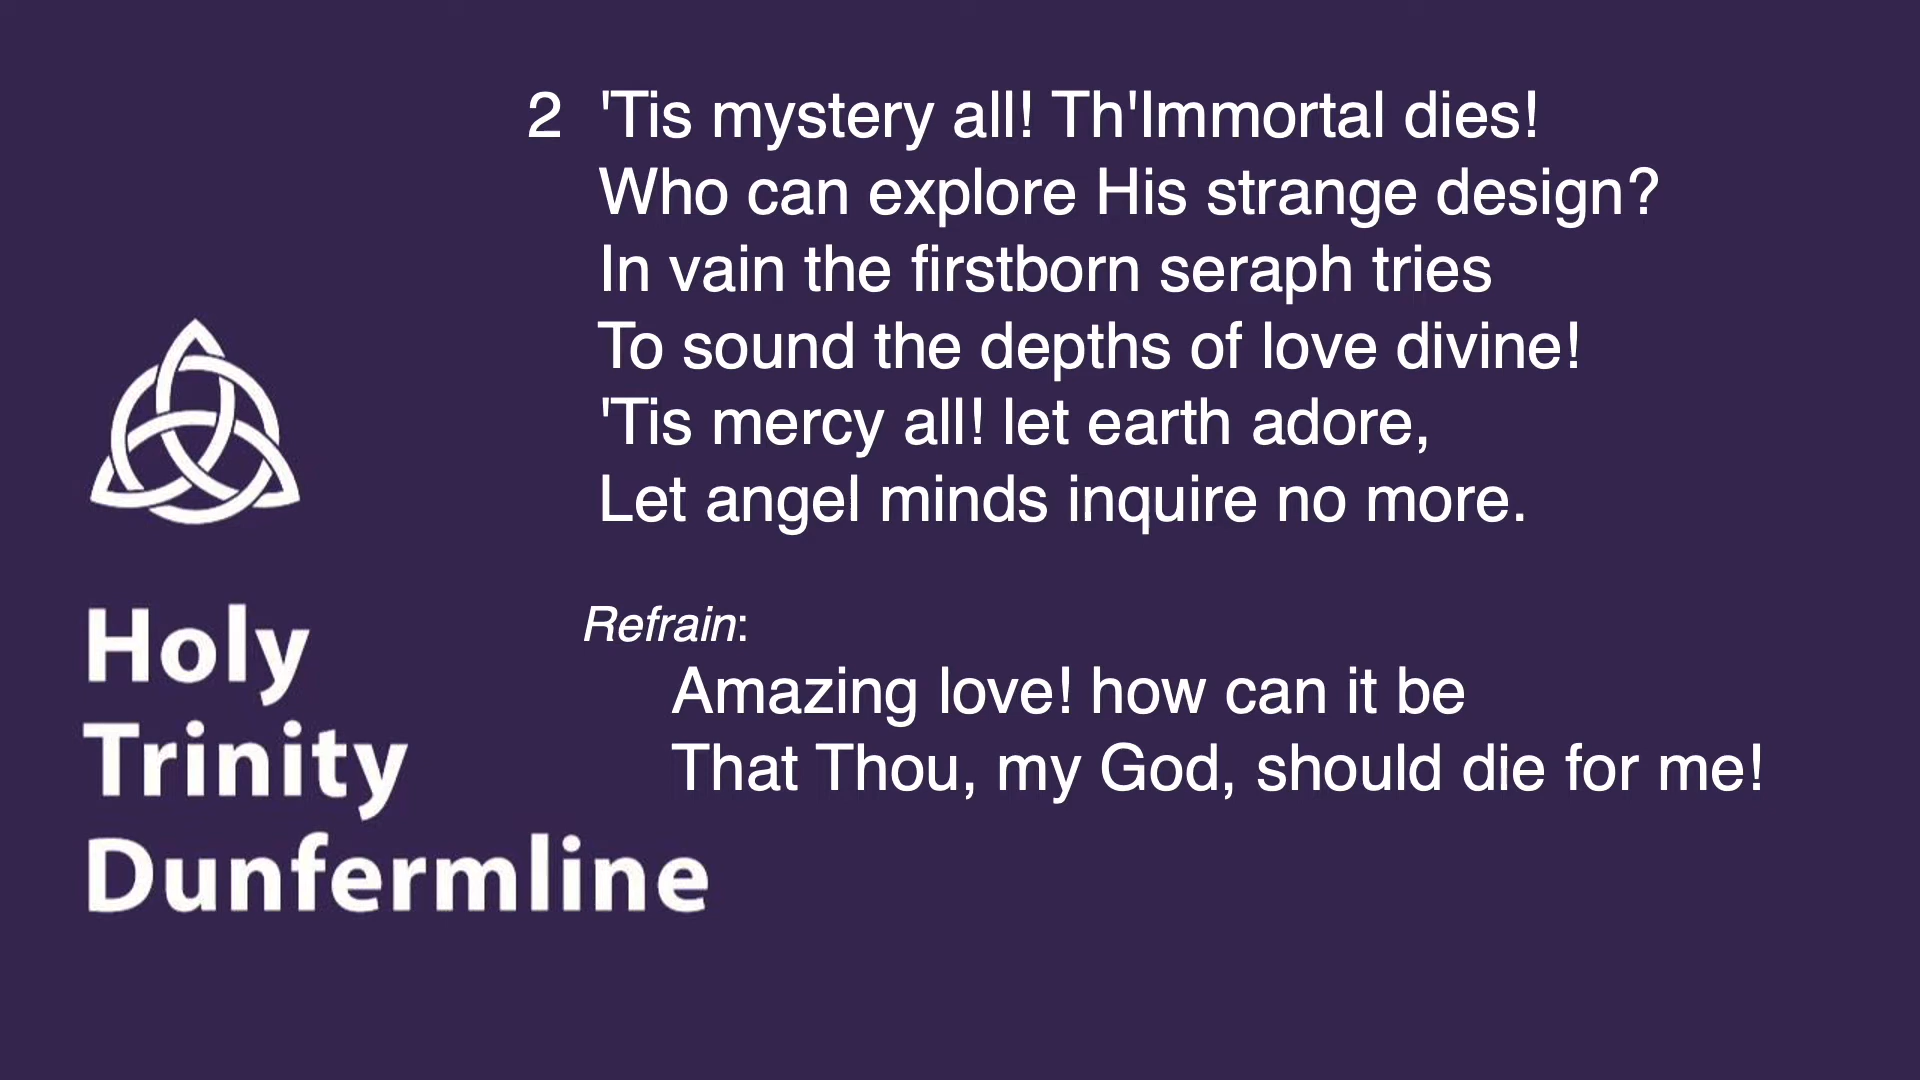 2 'Tis mystery all! Th'Immortal dies!
Who can explore His strange design?
In vain the firstborn seraph tries
To sound the depths of love divine!
'Tis mercy all! let earth adore,
Let angel minds inquire no more.
Refrain:
Amazing love! how can it be
That Thou, my God, should die for me!
Holy
Trinity
Dunfermline